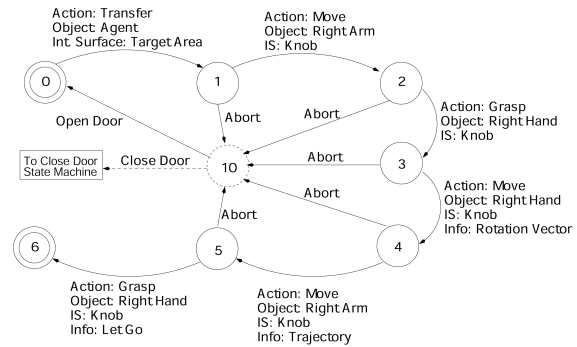 Action: Transfer
Object: Agent
Int. Surface: Target Area
Action: Move
Object: Right Arm
IS: Knob
0
1
2
Abort
Abort
Action: Grasp
Object: Right Hand
IS: Knob
Open Door
To Close Door
State Machine
Close Door
10
Abort
3
Abort
Action: Move
Object: Right Hand
IS: Knob
Info: Rotation Vector
Abort
6
5
4
Action: Grasp
Object: Right Hand
IS: Knob
Info: Let Go
Action: Move
Object: Right Arm
IS: Knob
Info: Trajectory